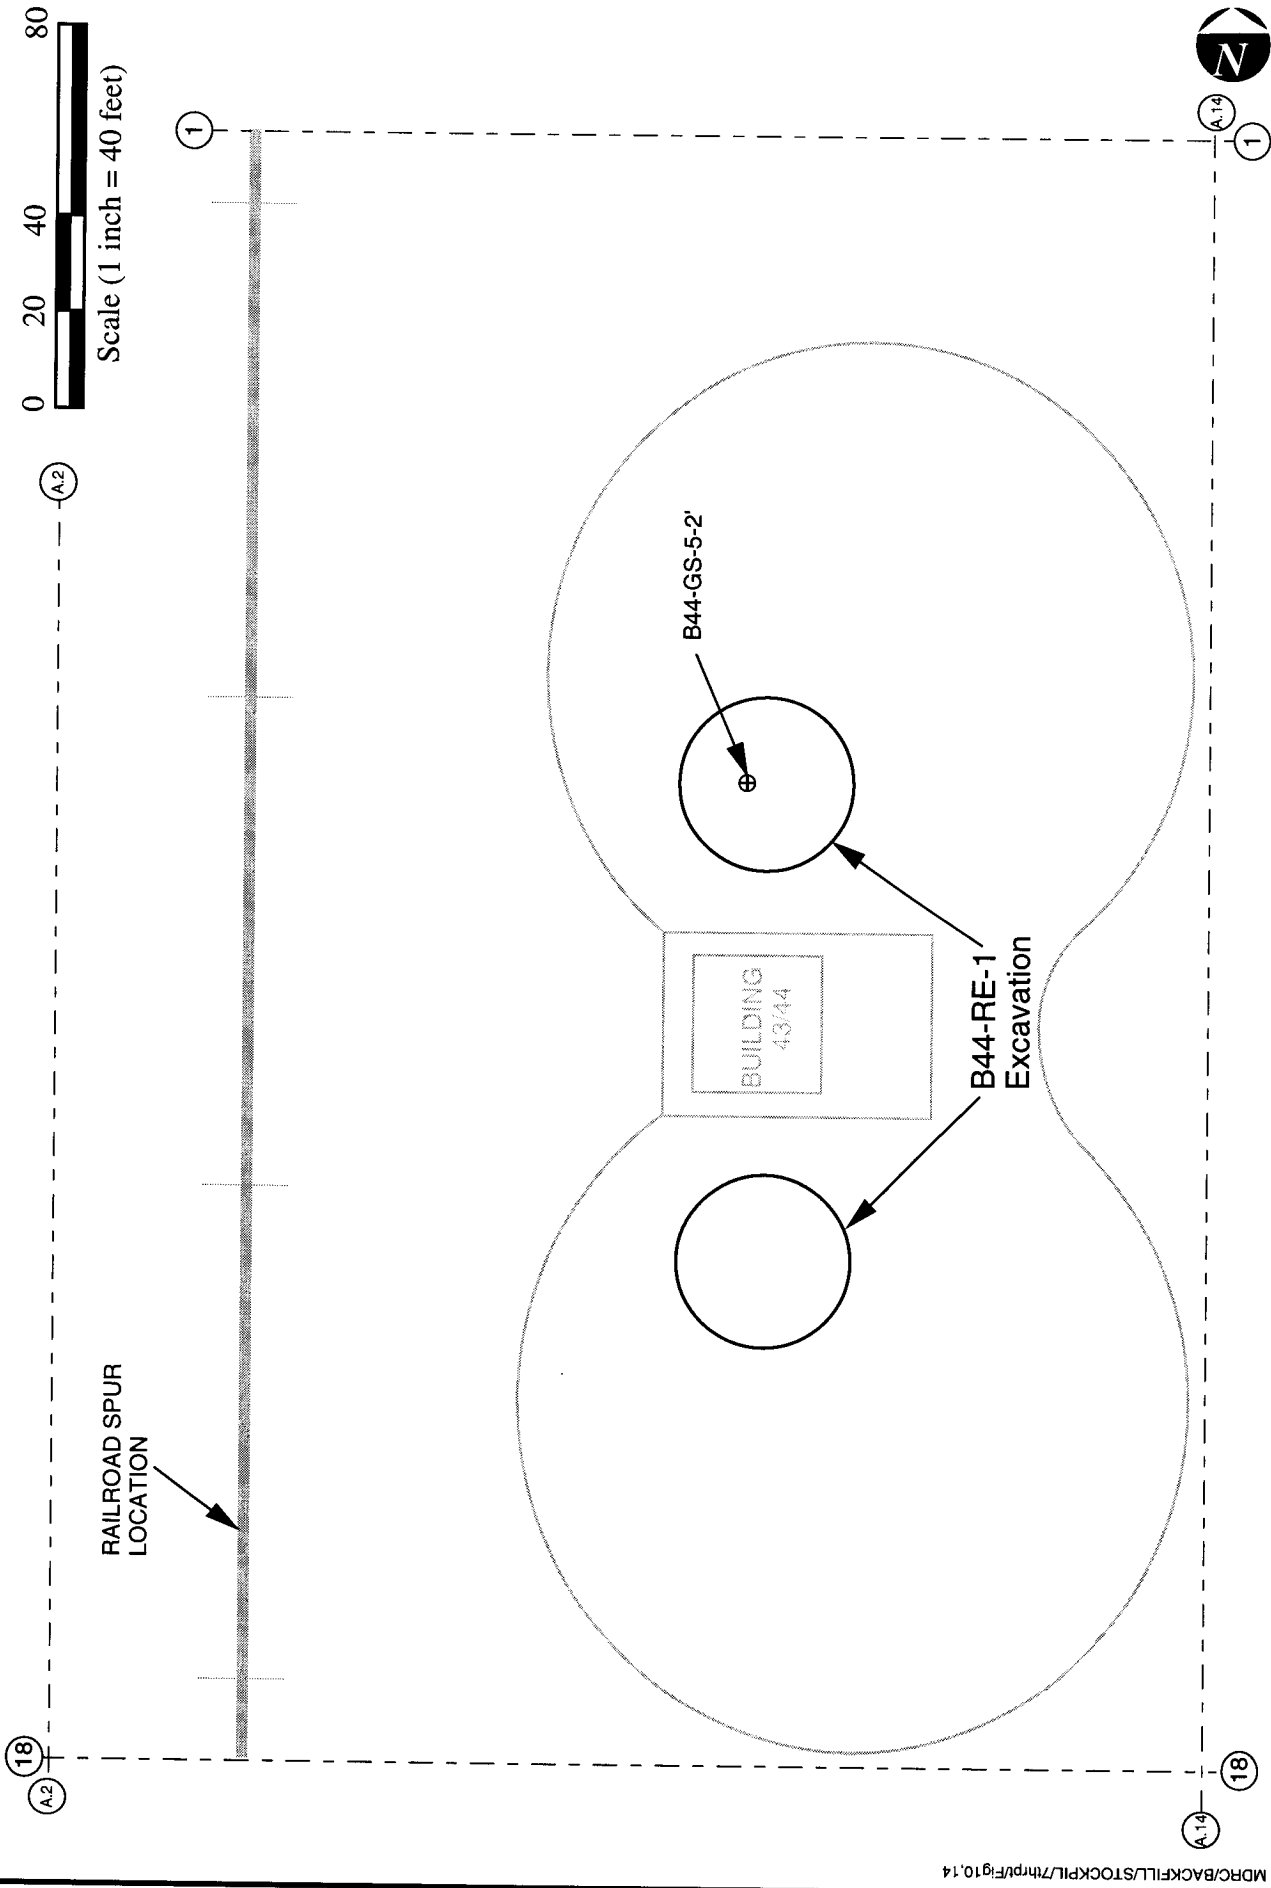 0 20 40 80
Scale (1 inch = 40 feet)
N
18
A.2
A.2
1
RAILROAD SPUR
LOCATION
B44-GS-5-2'
BUILDING
43/44
B44-RE-1
Excavation
A.14
18
A.14
1
MDRC/BACKFILL/STOCKPIL/7thrpt/Fig10,14